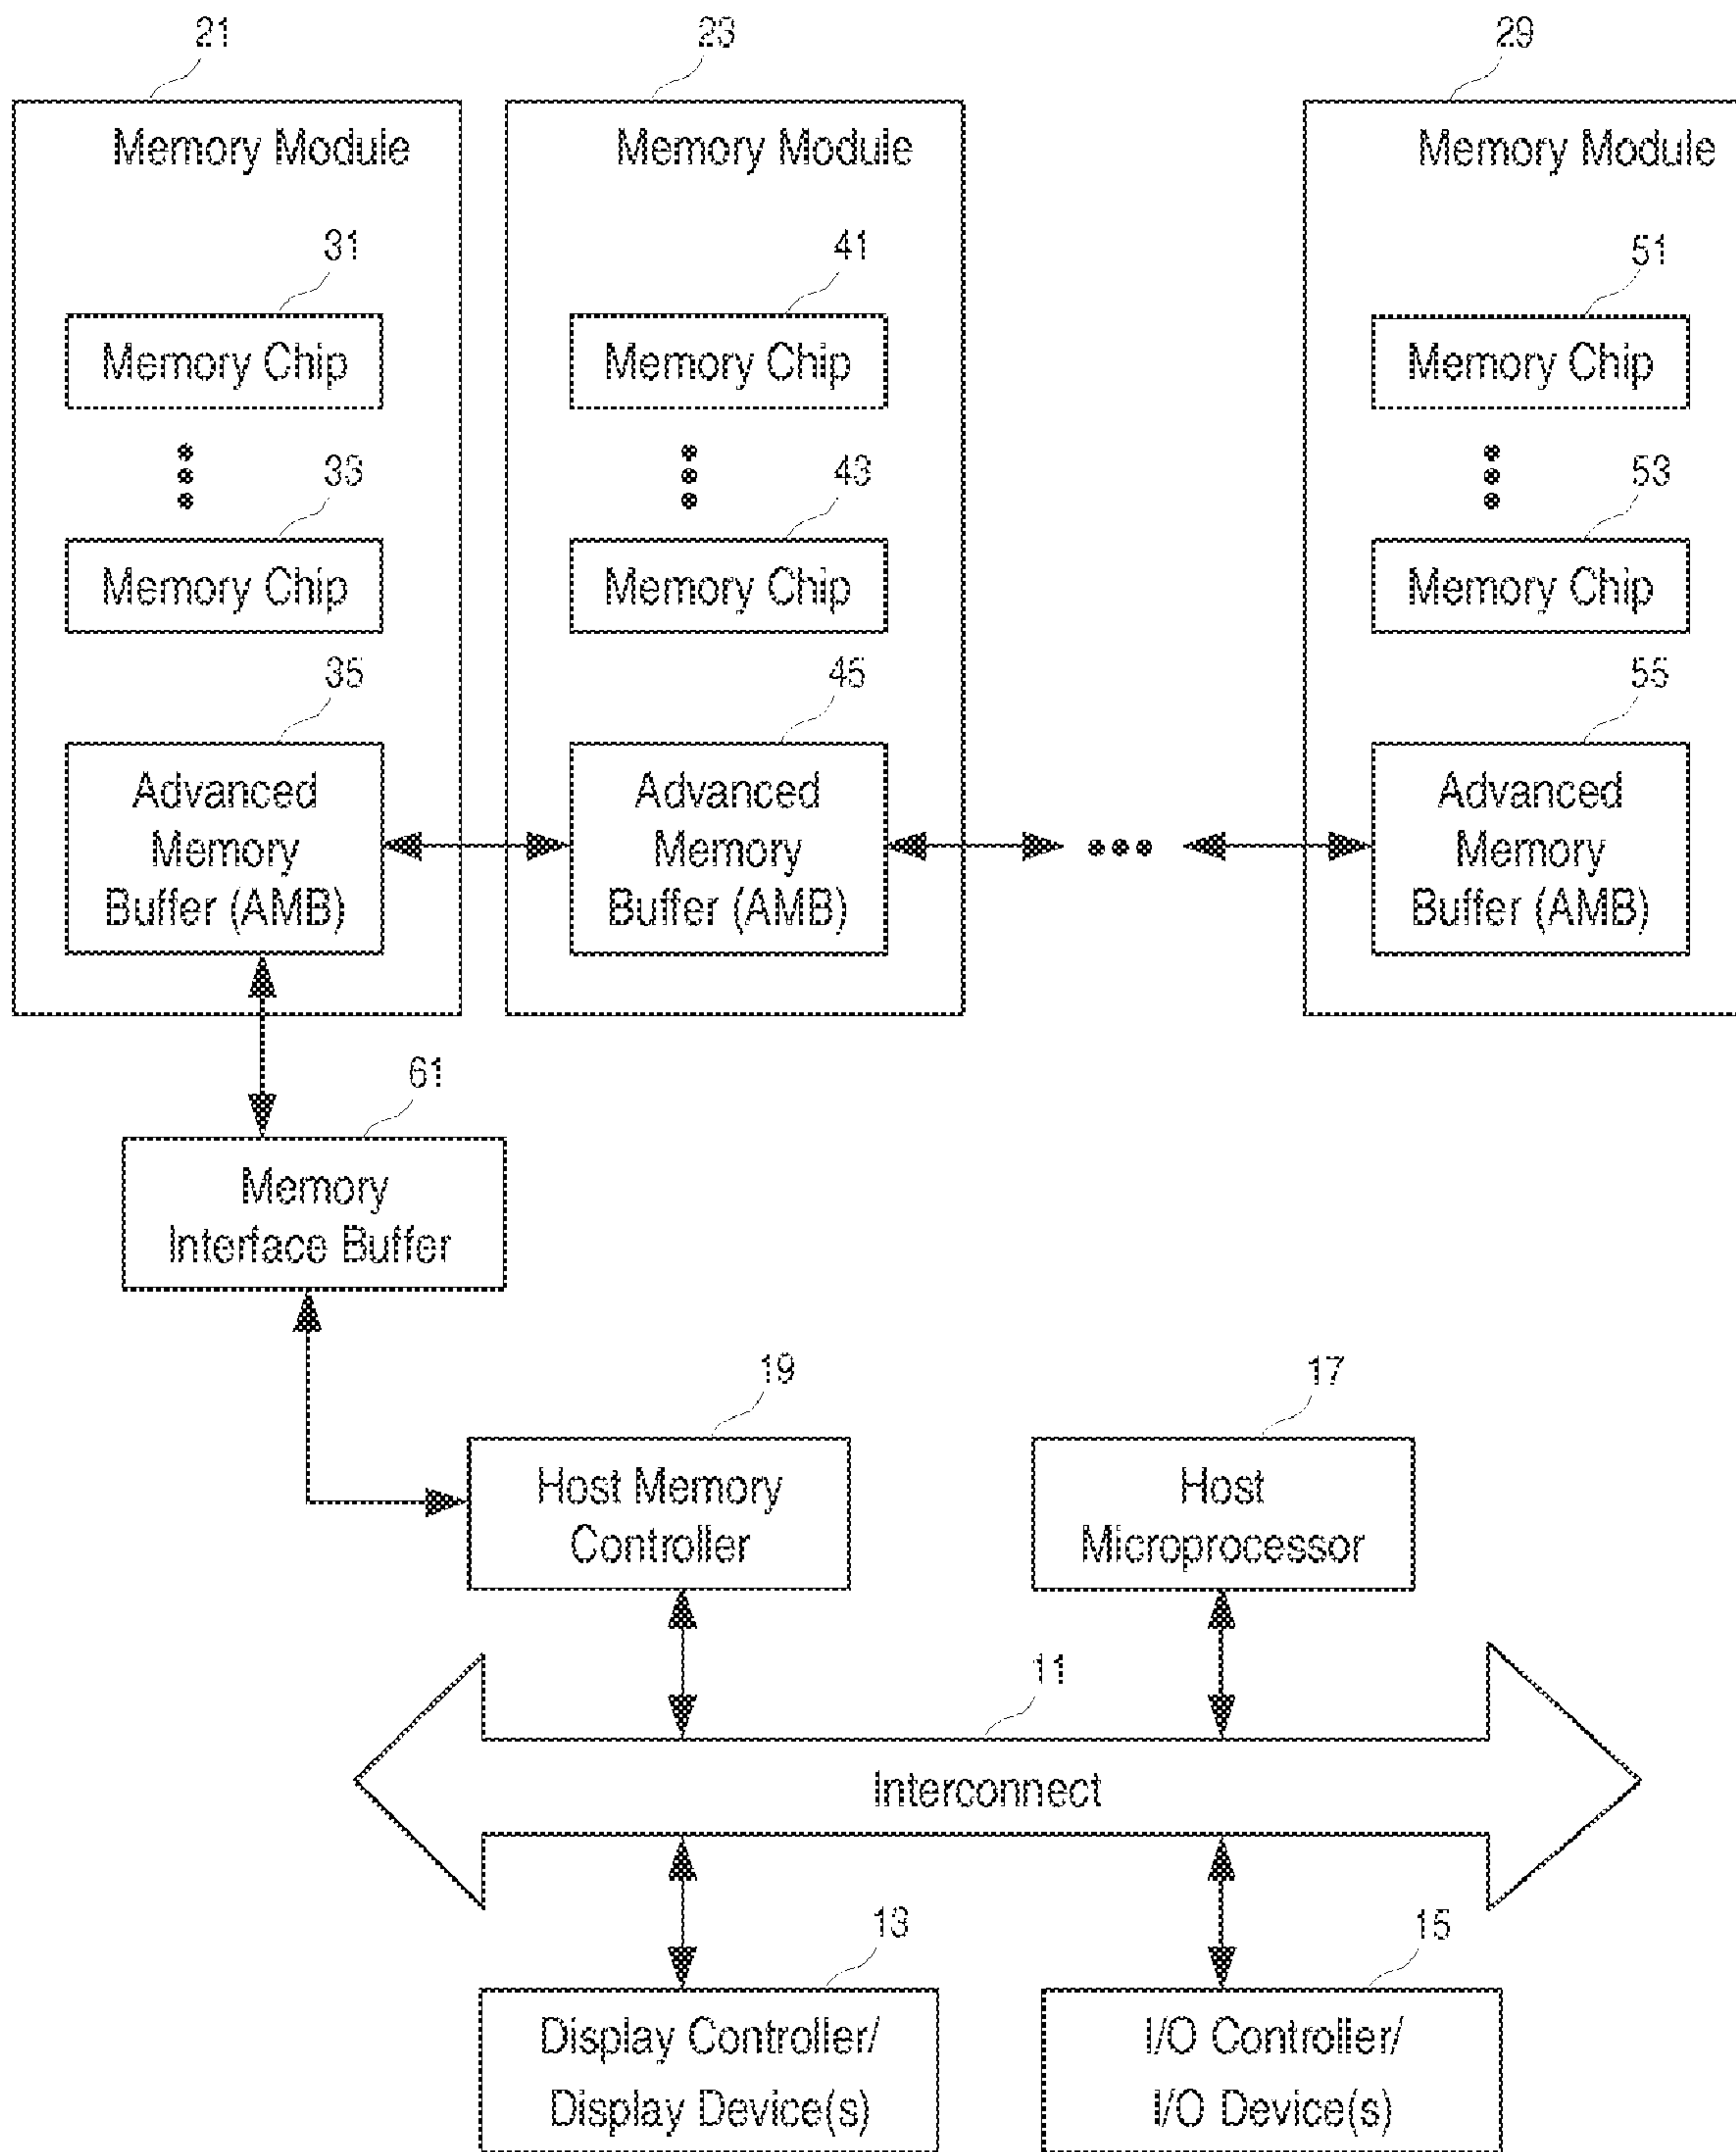 21 23 29
Memory Module Memory Module Memory Module
31 41 51
Memory Chip Memory Chip Memory Chip
33 43 53
Memory Chip Memory Chip Memory Chip
35 45 55
Advanced
Memory
Buffer (AMB)
Advanced
Memory
Buffer (AMB)
Advanced
Memory
Buffer (AMB)
61
Memory
Interface Buffer
19 17
Host Memory
Controller
Host
Microprocessor
11
Interconnect
13 15
Display Controller/
Display Device(s)
I/O Controller/
I/O Device(s)